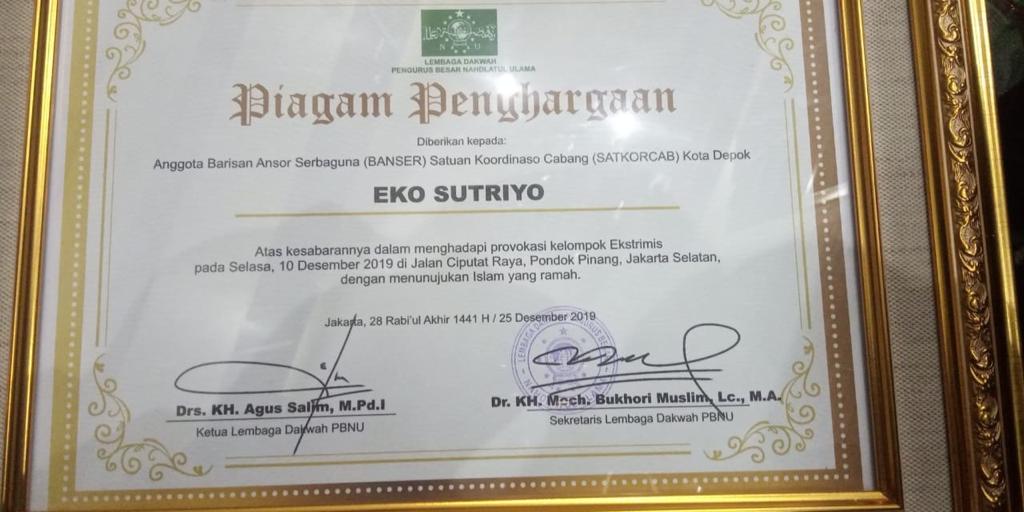 N U
LEMBAGA DAKWAH
PENGURUS BESAR NAHDLATUL ULAMA
Piagam Penghargaan
Diberikan kepada:
Anggota Barisan Ansor Serbaguna (BANSER) Satuan Koordinaso Cabang (SATKORCAB) Kota Depok
EKO SUTRIYO
Atas kesabarannya dalam menghadapi provokasi kelompok Ekstrimis
pada Selasa, 10 Desember 2019 di Jalan Ciputat Raya, Pondok Pinang, Jakarta Selatan,
dengan menunujukan Islam yang ramah.
Jakarta, 28 Rabi'ul Akhir 1441 H / 25 Desember 2019
Drs. KH. Agus Salim, M.Pd.I
Ketua Lembaga Dakwah PBNU
Dr. KH. Moch. Bukhori Muslim, Lc., M.A.
Sekretaris Lembaga Dakwah PBNU